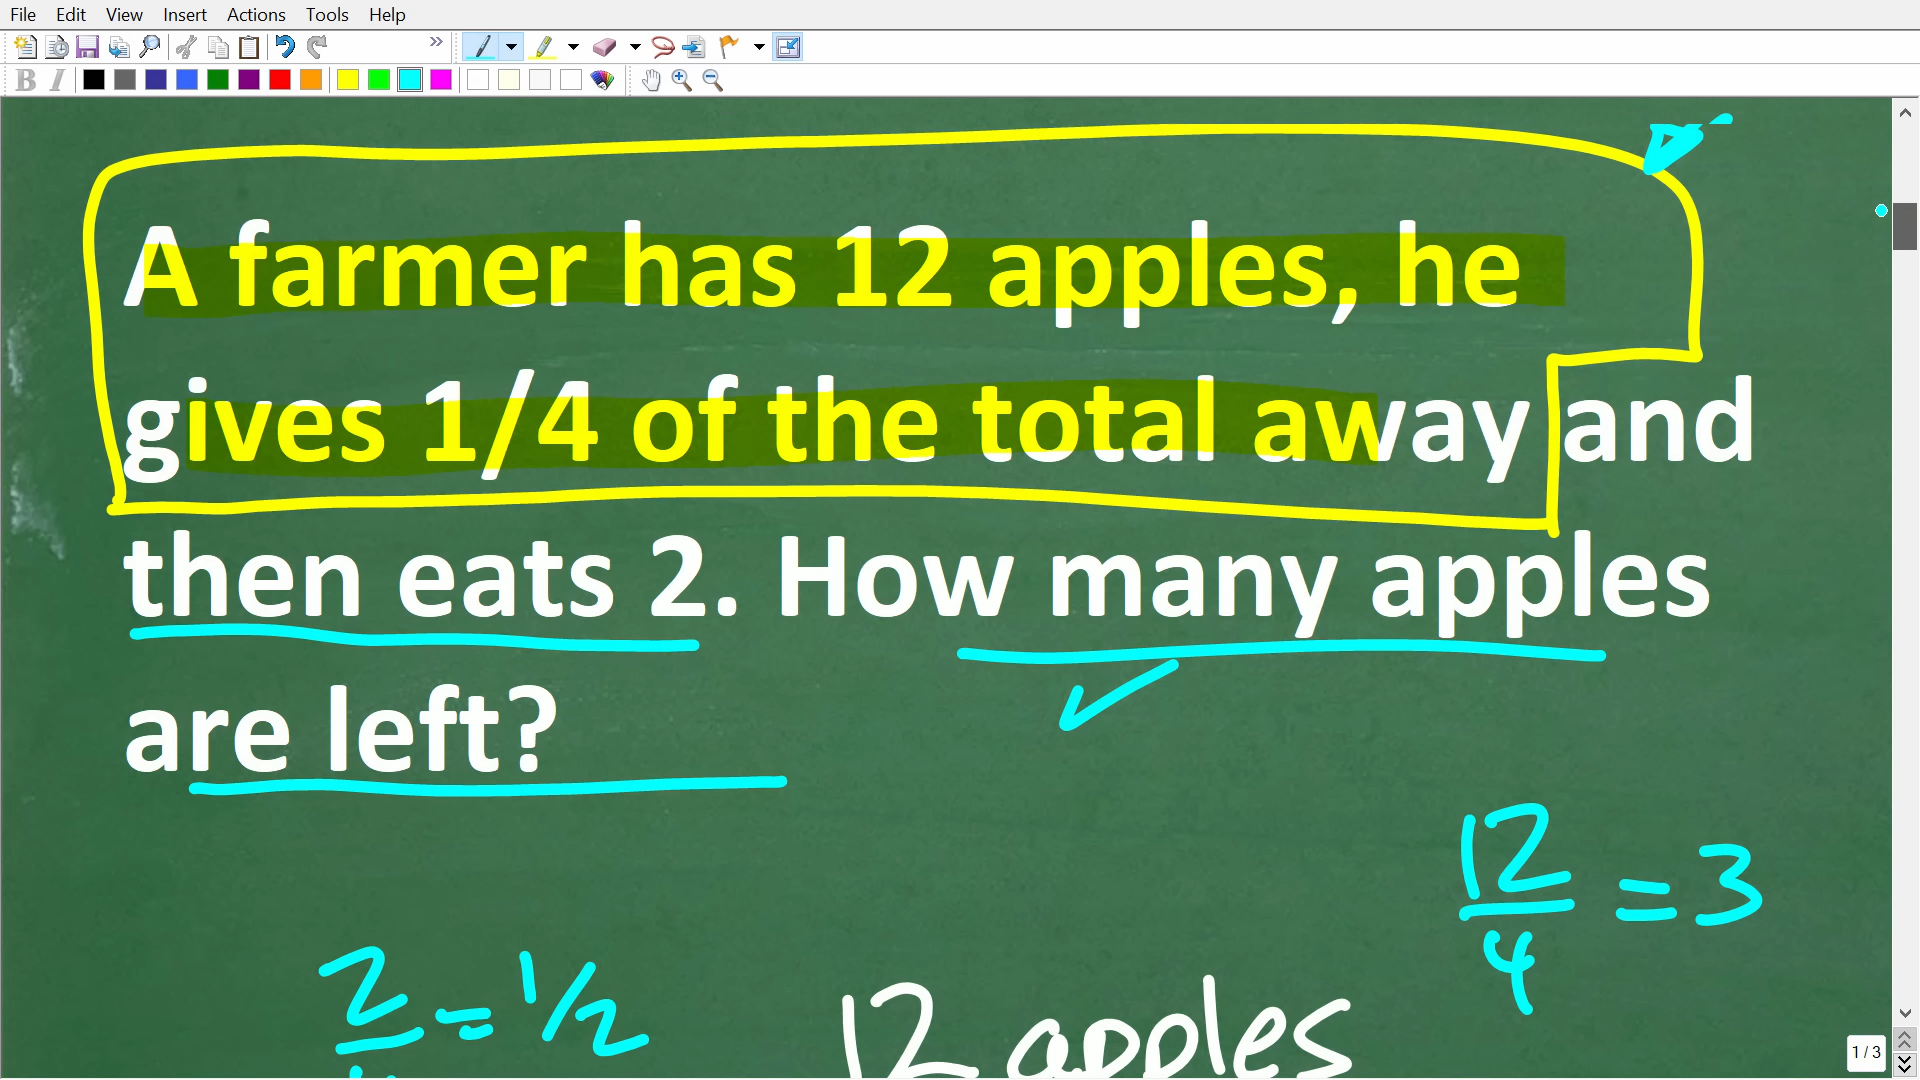 File Edit View Insert Actions Tools Help
B I
A farmer has 12 apples, he
gives 1/4 of the total away and
then eats 2. How many apples
are left?
12
4
= 3
2
= 1/2
12 apples
1 / 3